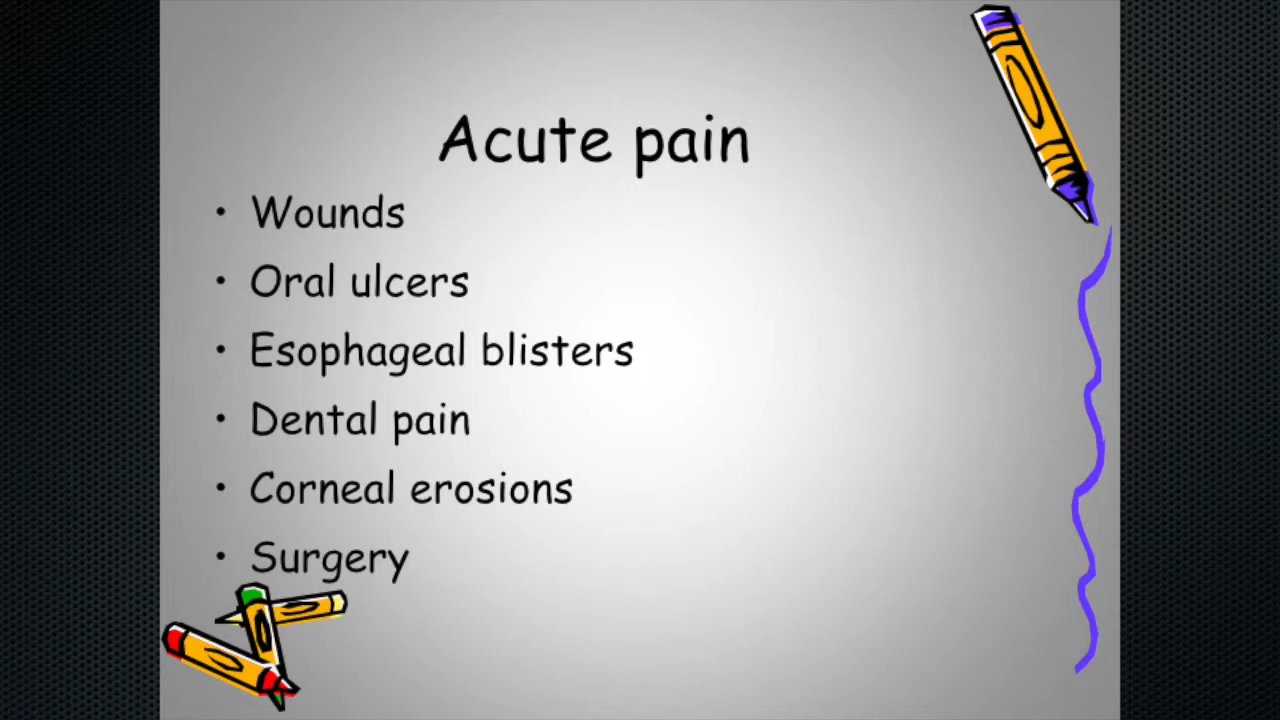 Acute pain
• Wounds
• Oral ulcers
• Esophageal blisters
• Dental pain
• Corneal erosions
• Surgery